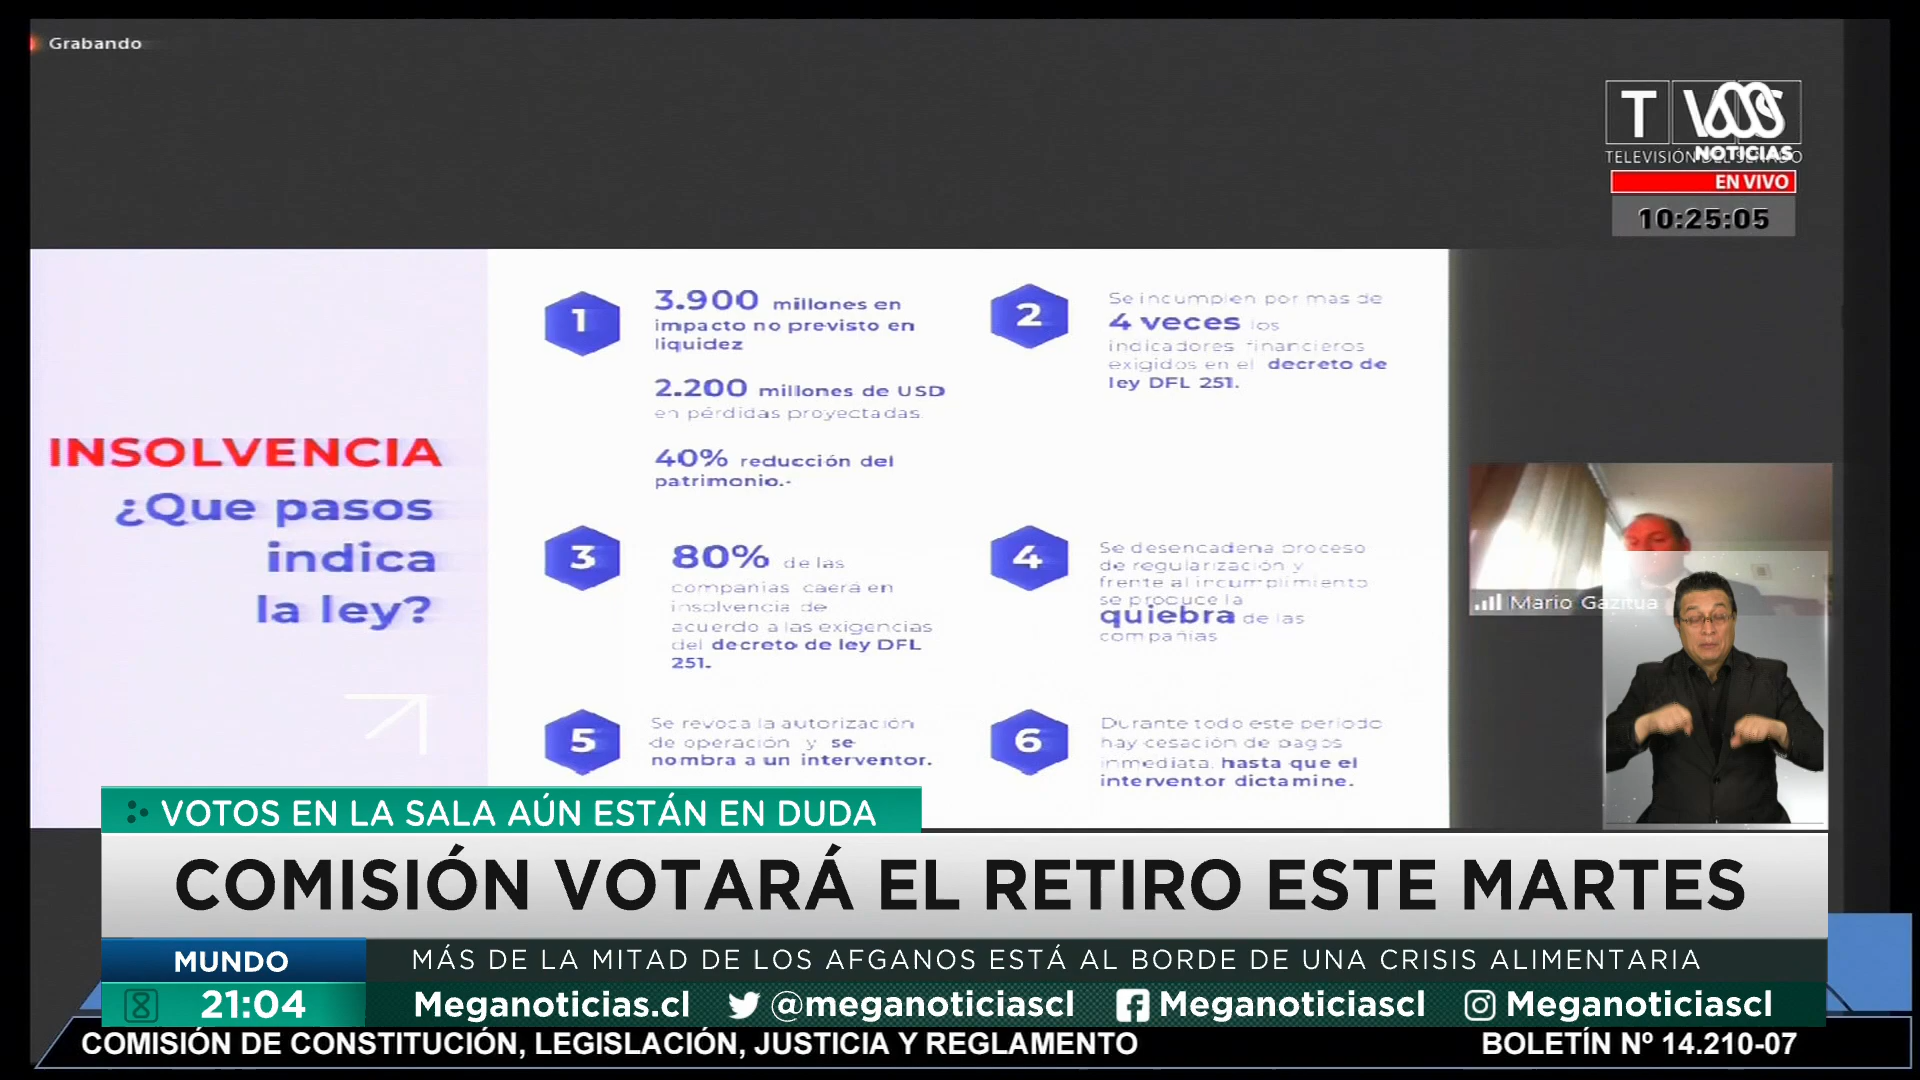 Grabando
TVS
NOTICIAS
TELEVISIÓN DEL SENADO
EN VIVO
10:25:05
INSOLVENCIA
¿Que pasos
indica
la ley?
1
3.900 millones en
impacto no previsto en
liquidez
2.200 millones de USD
en pérdidas proyectadas
40% reducción del
patrimonio.-
2
Se incumplen por mas de
4 veces los
indicadores financieros
exigidos en el decreto de
ley DFL 251.
3
80% de las
compañias caerá en
insolvencia de
acuerdo a las exigencias
del decreto de ley DFL
251.
4
Se desencadena proceso
de regularización y
frente al incumplimiento
se produce la
quiebra de las
compañias
5
Se revoca la autorización
de operación y se
nombra a un interventor.
6
Durante todo este periodo
hay cesación de pagos
inmediata, hasta que el
interventor dictamine.
Mario Gazitua
VOTOS EN LA SALA AÚN ESTÁN EN DUDA
COMISIÓN VOTARÁ EL RETIRO ESTE MARTES
MUNDO
MÁS DE LA MITAD DE LOS AFGANOS ESTÁ AL BORDE DE UNA CRISIS ALIMENTARIA
21:04
Meganoticias.cl @meganoticiascl Meganoticiascl Meganoticiascl
COMISIÓN DE CONSTITUCIÓN, LEGISLACIÓN, JUSTICIA Y REGLAMENTO
BOLETÍN Nº 14.210-07